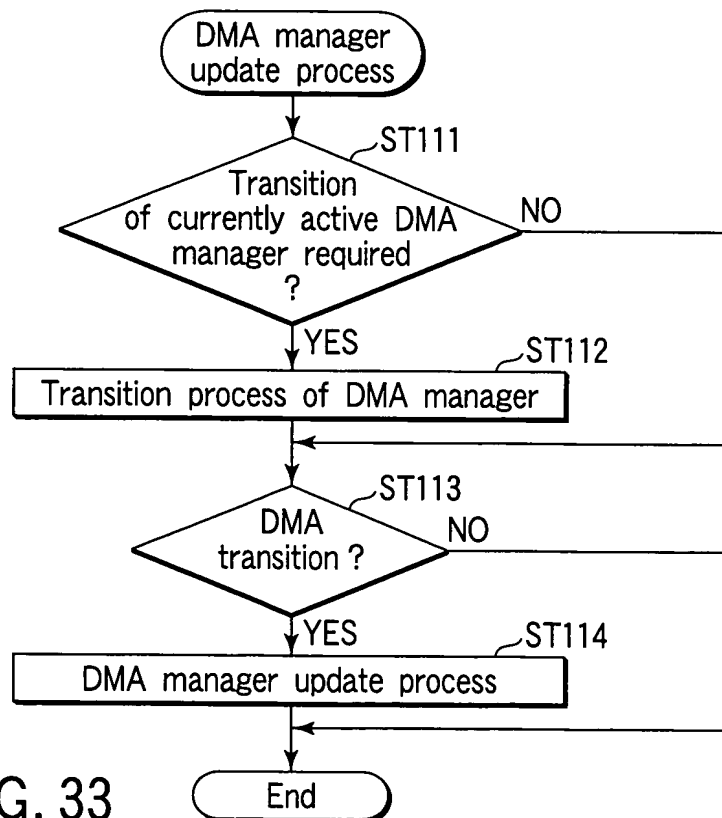 DMA manager
update process
ST111
Transition
of currently active DMA
manager required
?
NO
YES
ST112
Transition process of DMA manager
ST113
DMA
transition ?
NO
YES
ST114
DMA manager update process
End
G. 33